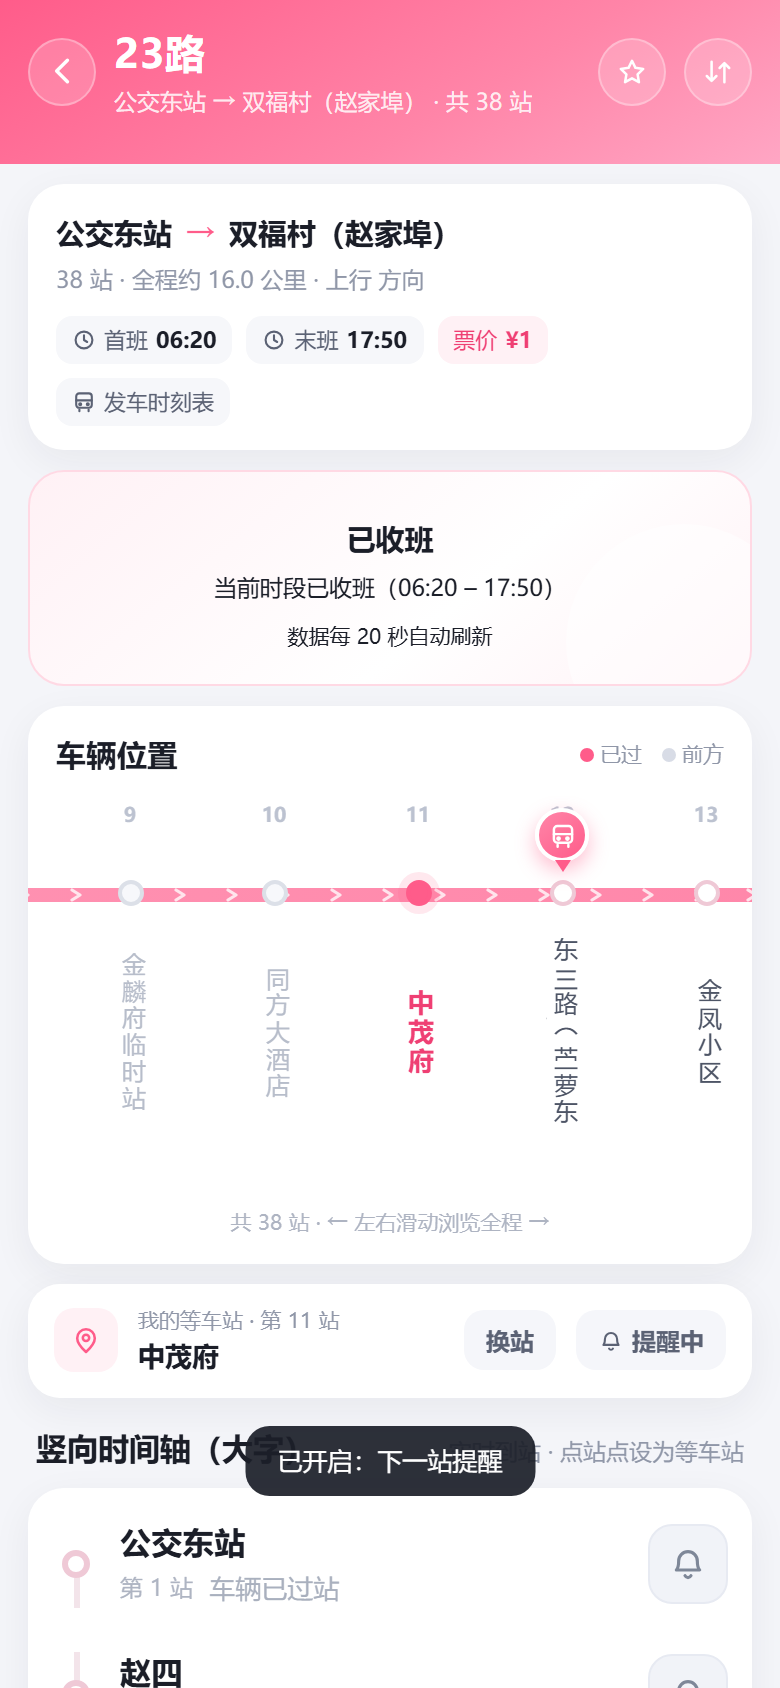 23路
公交东站 → 双福村（赵家埠） · 共 38 站
公交东站 → 双福村（赵家埠）
38 站 · 全程约 16.0 公里 · 上行 方向
首班 06:20
末班 17:50
票价 ¥1
发车时刻表
已收班
当前时段已收班（06:20 – 17:50）
数据每 20 秒自动刷新
车辆位置
已过
前方
9
10
11
13
金麟府临时站
同方大酒店
中茂府
东三路（苎萝东
金凤小区
共 38 站 · ← 左右滑动浏览全程 →
我的等车站 · 第 11 站
中茂府
换站
提醒中
竖向时间轴（大字）
到站 · 点站点设为等车站
已开启：下一站提醒
公交东站
第 1 站 车辆已过站
赵四